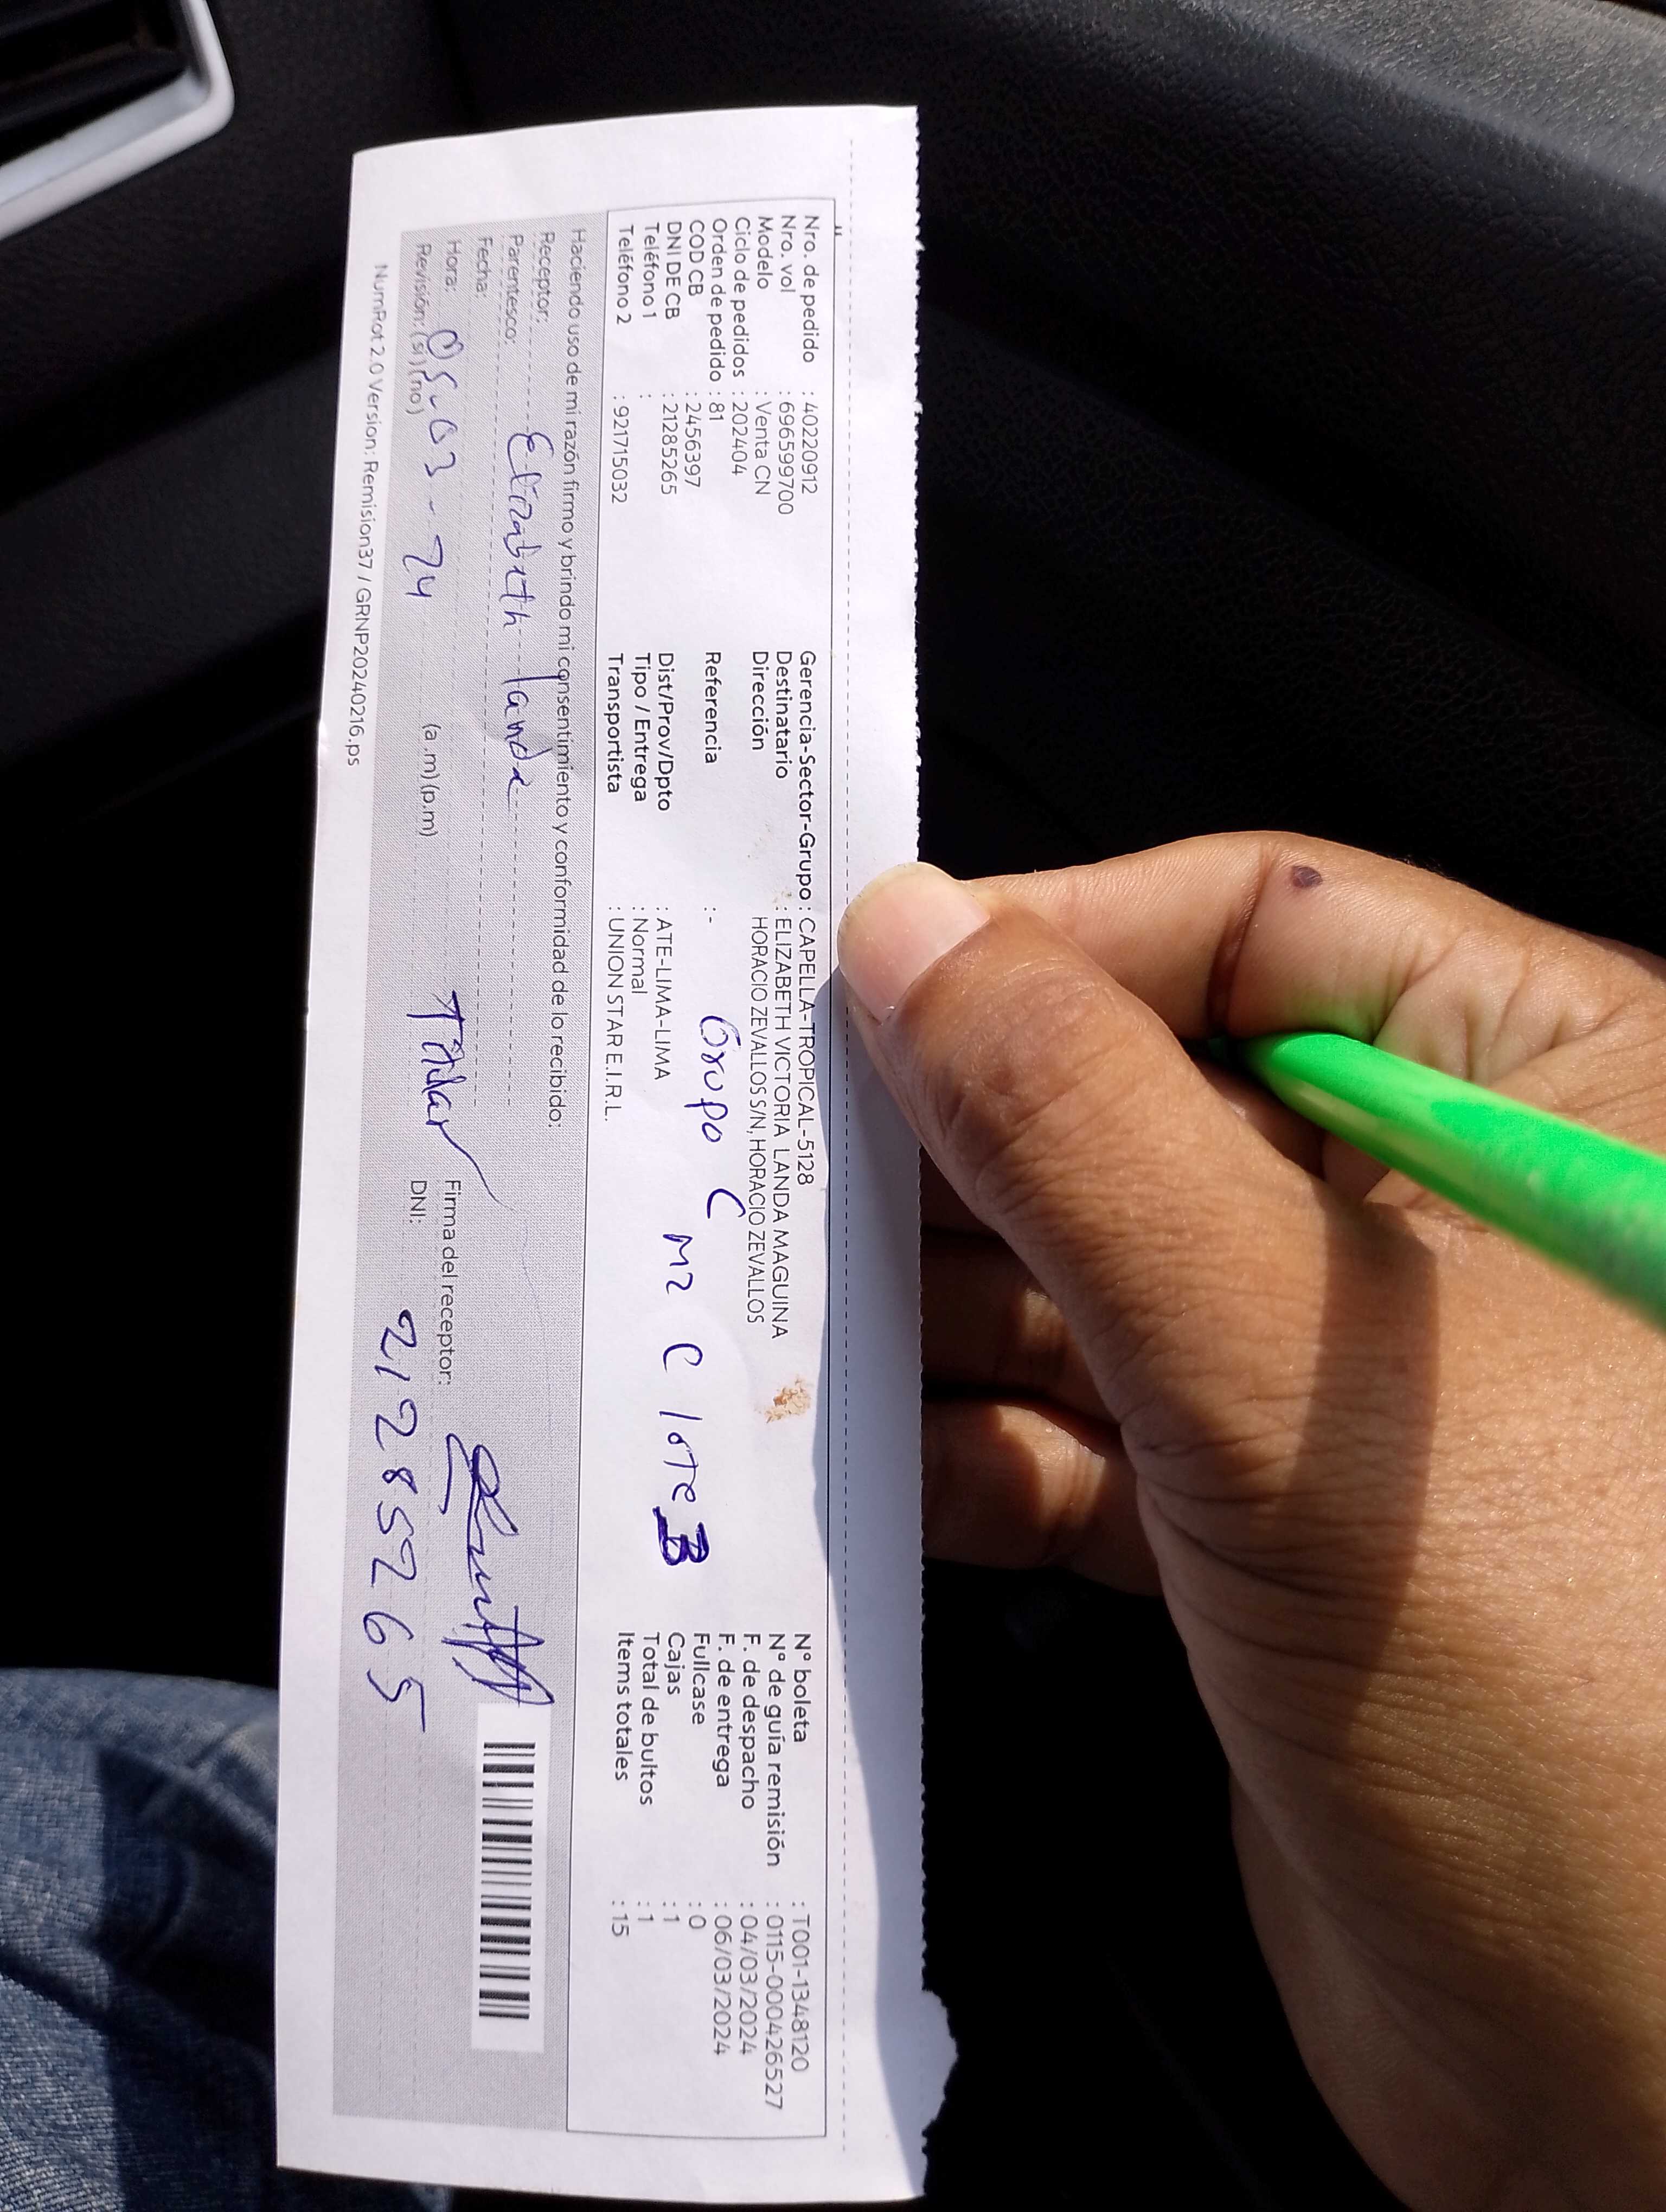 Nro. de pedido : 402220912
Nro. vol : 696599700
Modelo : Venta CN
Ciclo de pedidos : 202404
Orden de pedido : 81
COD CB : 2456397
DNI DE CB : 21285265
Teléfono 1 :
Teléfono 2 : 921715032
Gerencia-Sector-Grupo : CAPELLA-TROPICAL-5128
Destinatario : ELIZABETH VICTORIA LANDA MAGUINA
Dirección HORACIO ZEVALLOS S/N, HORACIO ZEVALLOS
Referencia : -
Grupo C
Mz C lote B
Dist/Prov/Dpto : ATE-LIMA-LIMA
Tipo / Entrega : Normal
Transportista : UNION STAR E.I.R.L.
N° boleta : T001-1348120
N° de guía remisión : 0115-000426527
F. de despacho : 04/03/2024
F. de entrega : 06/03/2024
Fullcase : 0
Cajas : 1
Total de bultos : 1
Items totales : 15
Haciendo uso de mi razón firmo y brindo mi consentimiento y conformidad de lo recibido:
Receptor: Elizabeth landa
Parentesco:
Fecha:
Hora: 05-03-24 (a.m)(p.m)
Revisión: (si) (no)
Firma del receptor:
DNI: 21285265
NumRot 2.0 Version: Remision37 / GRNP20240216.ps